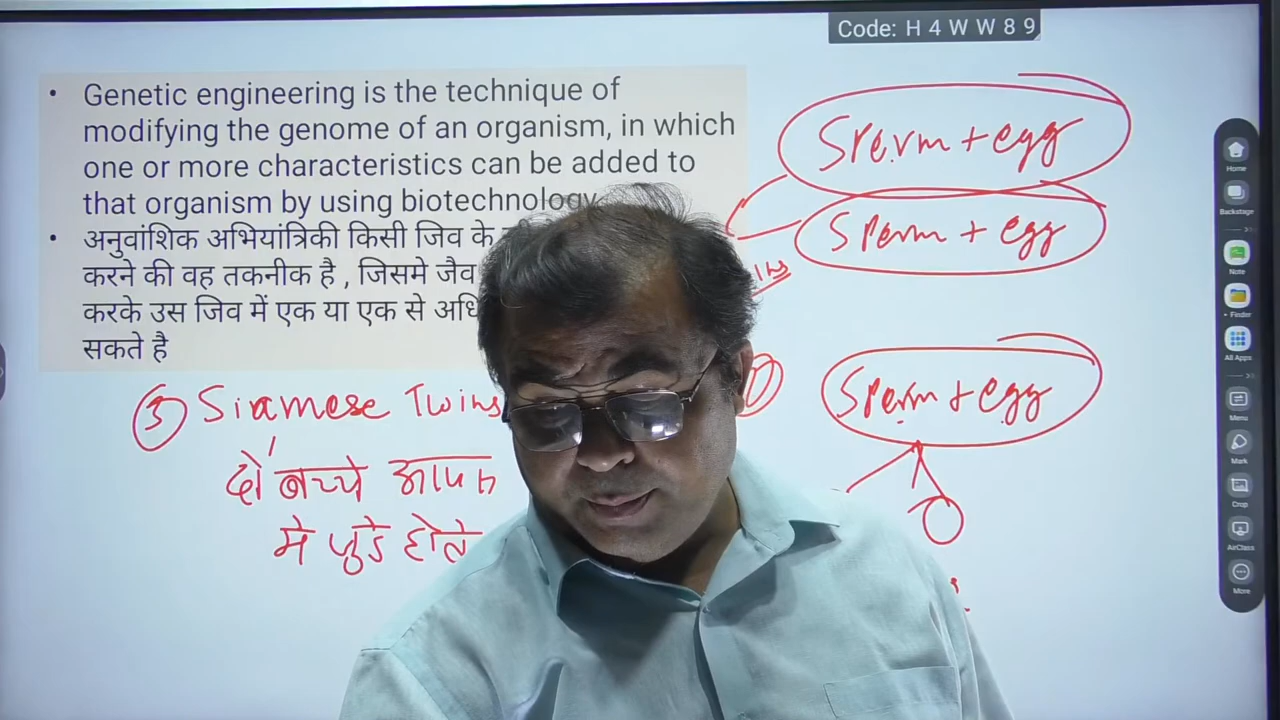 Code: H 4 W W 8 9
• Genetic engineering is the technique of
modifying the genome of an organism, in which
one or more characteristics can be added to
that organism by using biotechnology
• अनुवांशिक अभियांत्रिकी किसी जिव के
करने की वह तकनीक है , जिसमे जैव
करके उस जिव में एक या एक से
सकते है
Sperm + egg
Sperm + egg
③ Siamese Twins
दो बच्चे
मे जुडे होते
Sperm + egg
Home
Backstage
Note
Finder
All Apps
Menu
Mark
Crop
AirClass
More